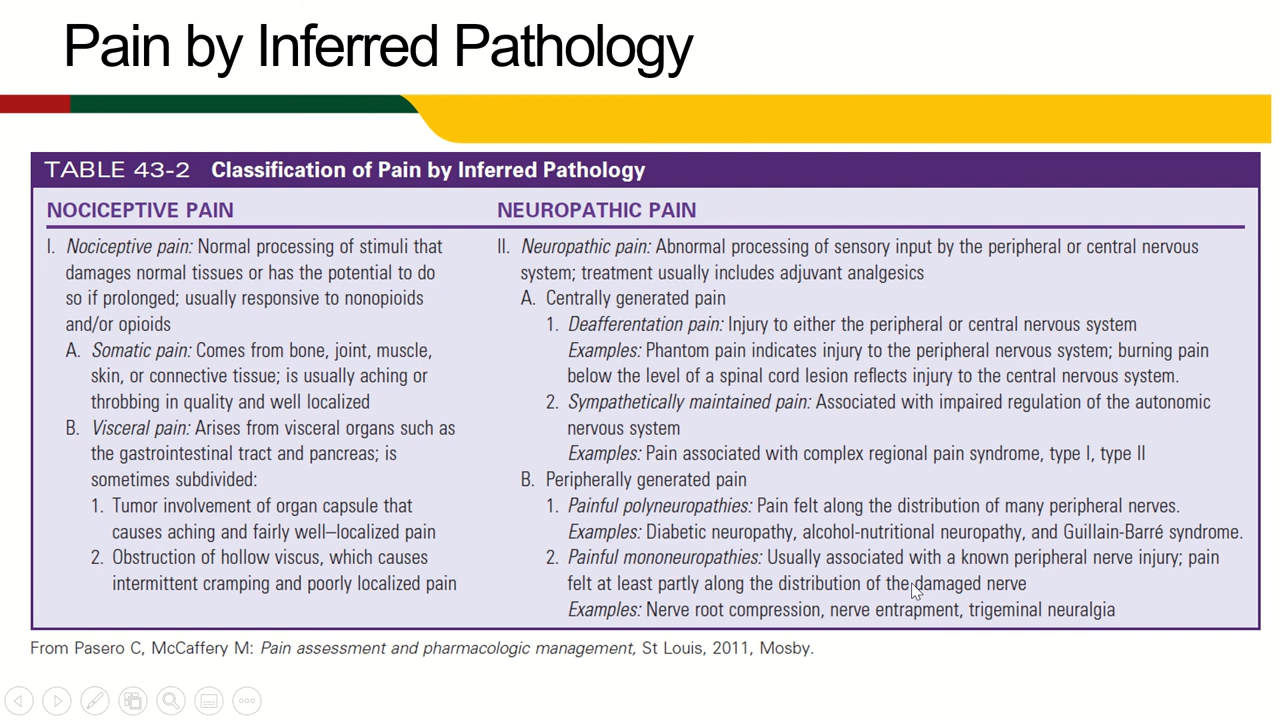 Pain by Inferred Pathology
TABLE 43-2 Classification of Pain by Inferred Pathology
NOCICEPTIVE PAIN
I. Nociceptive pain: Normal processing of stimuli that
damages normal tissues or has the potential to do
so if prolonged; usually responsive to nonopioids
and/or opioids
A. Somatic pain: Comes from bone, joint, muscle,
skin, or connective tissue; is usually aching or
throbbing in quality and well localized
B. Visceral pain: Arises from visceral organs such as
the gastrointestinal tract and pancreas; is
sometimes subdivided:
1. Tumor involvement of organ capsule that
causes aching and fairly well–localized pain
2. Obstruction of hollow viscus, which causes
intermittent cramping and poorly localized pain
NEUROPATHIC PAIN
II. Neuropathic pain: Abnormal processing of sensory input by the peripheral or central nervous
system; treatment usually includes adjuvant analgesics
A. Centrally generated pain
1. Deafferentation pain: Injury to either the peripheral or central nervous system
Examples: Phantom pain indicates injury to the peripheral nervous system; burning pain
below the level of a spinal cord lesion reflects injury to the central nervous system.
2. Sympathetically maintained pain: Associated with impaired regulation of the autonomic
nervous system
Examples: Pain associated with complex regional pain syndrome, type I, type II
B. Peripherally generated pain
1. Painful polyneuropathies: Pain felt along the distribution of many peripheral nerves.
Examples: Diabetic neuropathy, alcohol-nutritional neuropathy, and Guillain-Barré syndrome.
2. Painful mononeuropathies: Usually associated with a known peripheral nerve injury; pain
felt at least partly along the distribution of the damaged nerve
Examples: Nerve root compression, nerve entrapment, trigeminal neuralgia
From Pasero C, McCaffery M: Pain assessment and pharmacologic management, St Louis, 2011, Mosby.